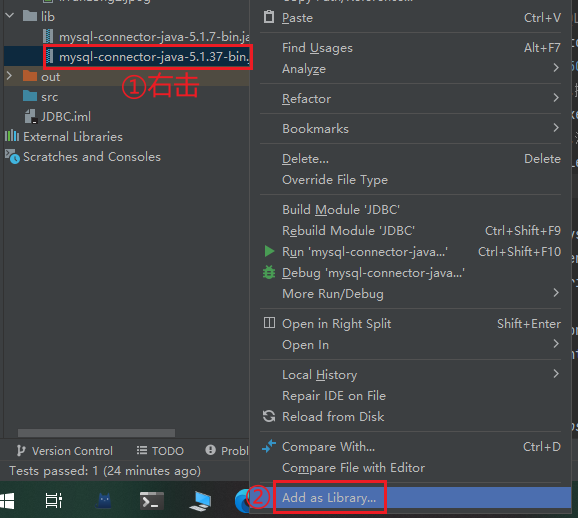 lib
mysql-connector-java-5.1.7-bin.ja
mysql-connector-java-5.1.37-bin.
①右击
out
src
JDBC.iml
External Libraries
Scratches and Consoles
Paste Ctrl+V
Find Usages Alt+F7
Analyze
Refactor
Bookmarks
Delete... Delete
Override File Type
Build Module 'JDBC'
Rebuild Module 'JDBC' Ctrl+Shift+F9
Run 'mysql-connector-java...' Ctrl+Shift+F10
Debug 'mysql-connector-java...'
More Run/Debug
Open in Right Split Shift+Enter
Open In
Local History
Repair IDE on File
Reload from Disk
Compare With... Ctrl+D
Compare File with Editor
② Add as Library...
Version Control TODO Probl
Tests passed: 1 (24 minutes ago)